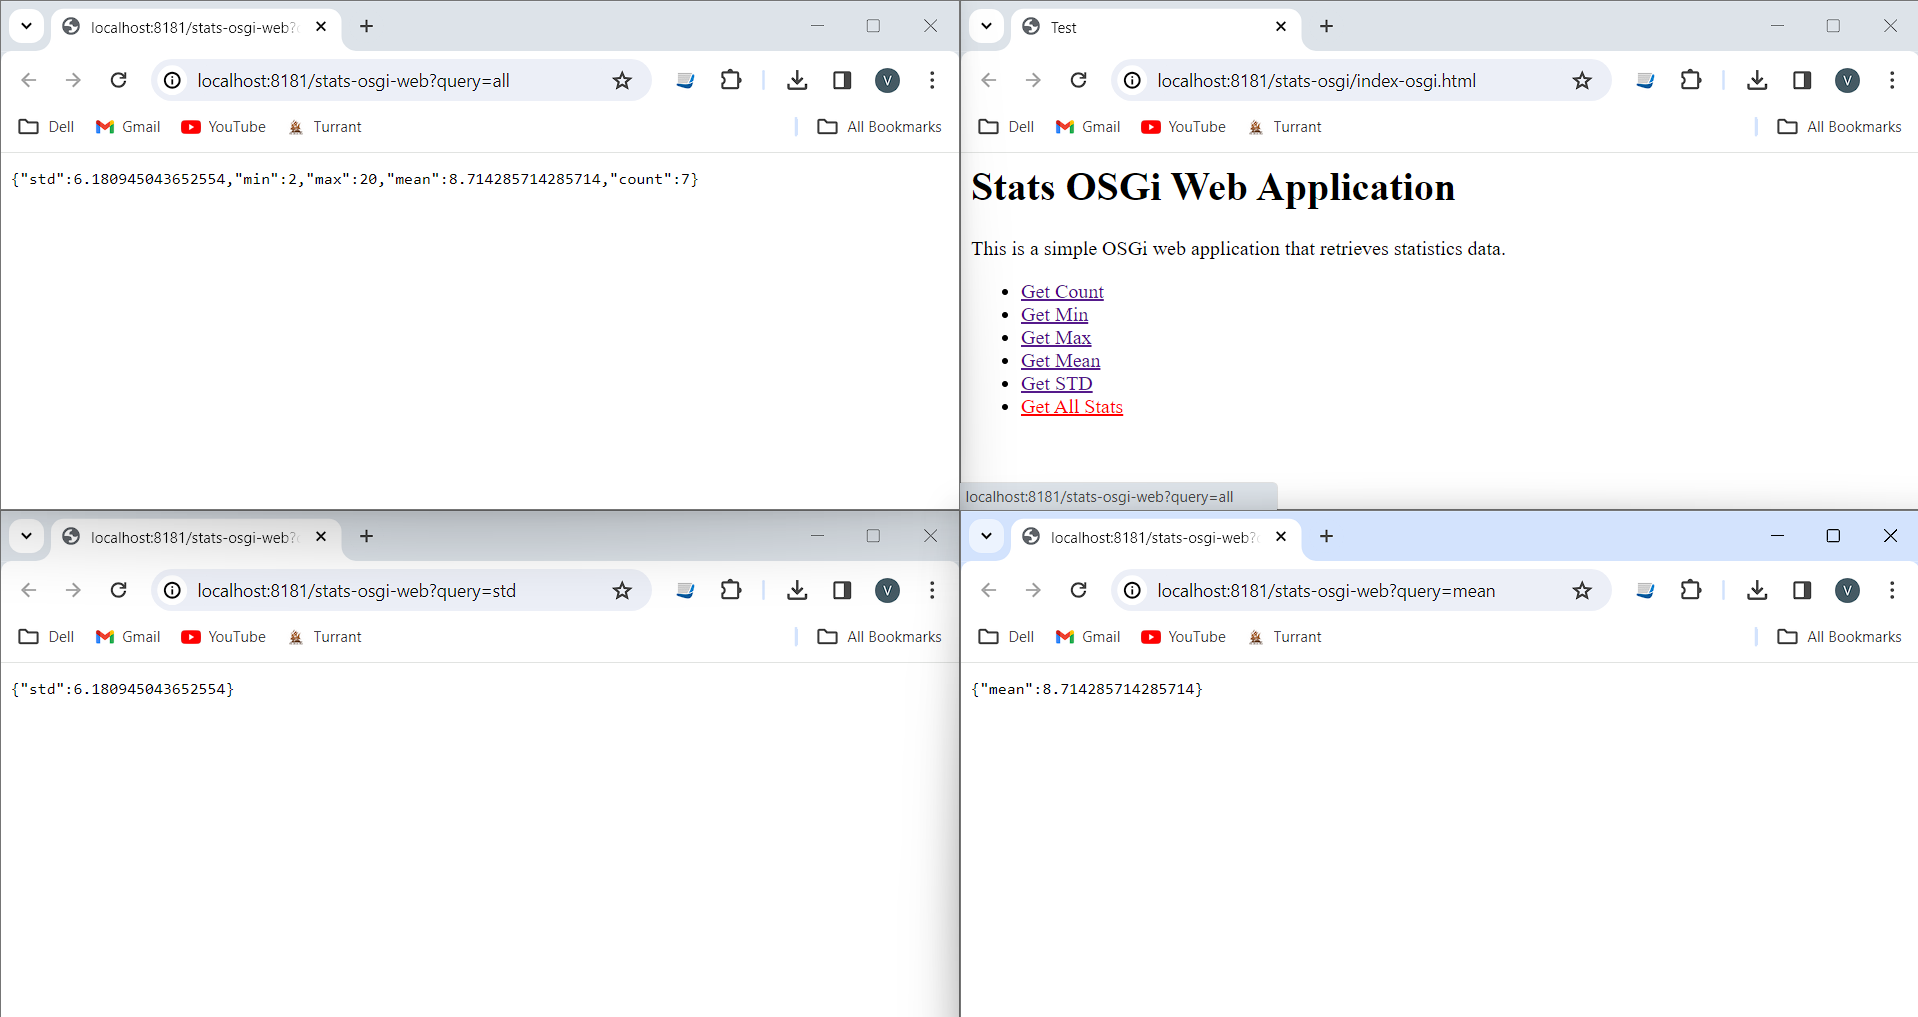 localhost:8181/stats-osgi-web?
localhost:8181/stats-osgi-web?query=all
V
Dell Gmail YouTube Turrant All Bookmarks
{"std":6.180945043652554,"min":2,"max":20,"mean":8.714285714285714,"count":7}
Test
localhost:8181/stats-osgi/index-osgi.html
V
Dell Gmail YouTube Turrant All Bookmarks
Stats OSGi Web Application
This is a simple OSGi web application that retrieves statistics data.
Get Count
Get Min
Get Max
Get Mean
Get STD
Get All Stats
localhost:8181/stats-osgi-web?query=all
localhost:8181/stats-osgi-web?
localhost:8181/stats-osgi-web?query=std
V
Dell Gmail YouTube Turrant All Bookmarks
{"std":6.180945043652554}
localhost:8181/stats-osgi-web?
localhost:8181/stats-osgi-web?query=mean
V
Dell Gmail YouTube Turrant All Bookmarks
{"mean":8.714285714285714}